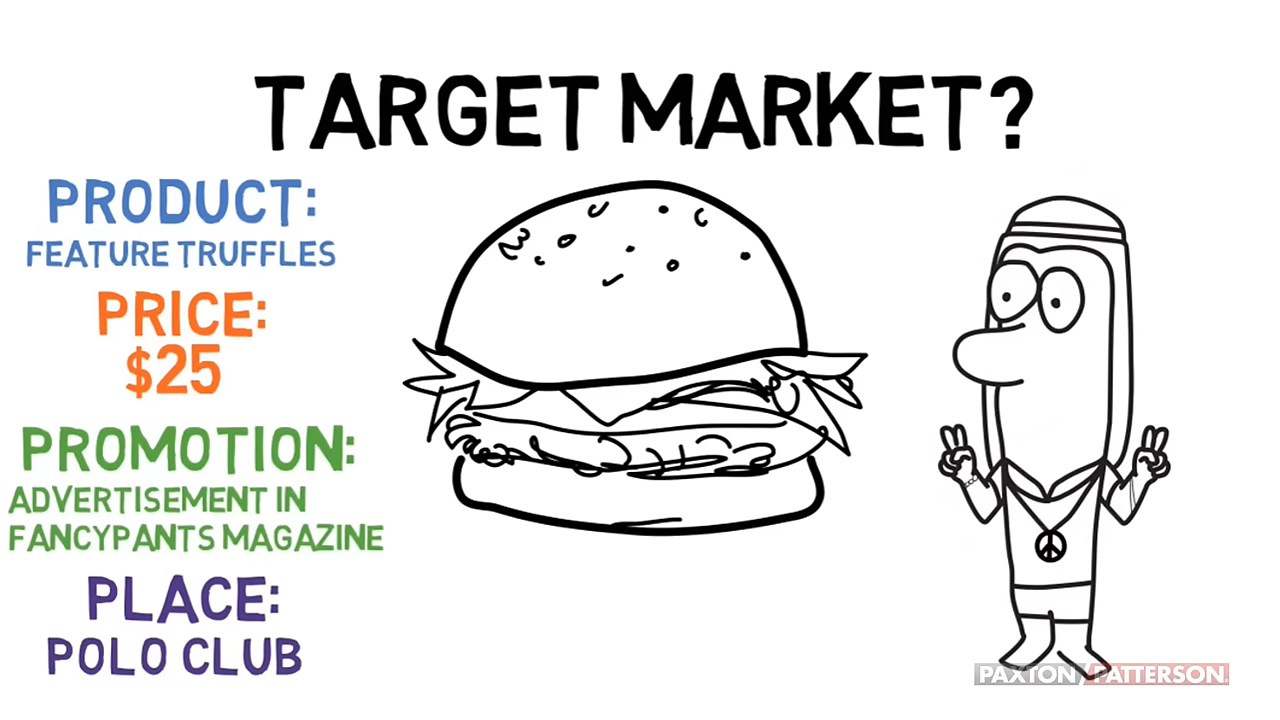 TARGET MARKET?
PRODUCT:
FEATURE TRUFFLES
PRICE:
$25
PROMOTION:
ADVERTISEMENT IN
FANCYPANTS MAGAZINE
PLACE:
POLO CLUB
PAXTON/PATTERSON.